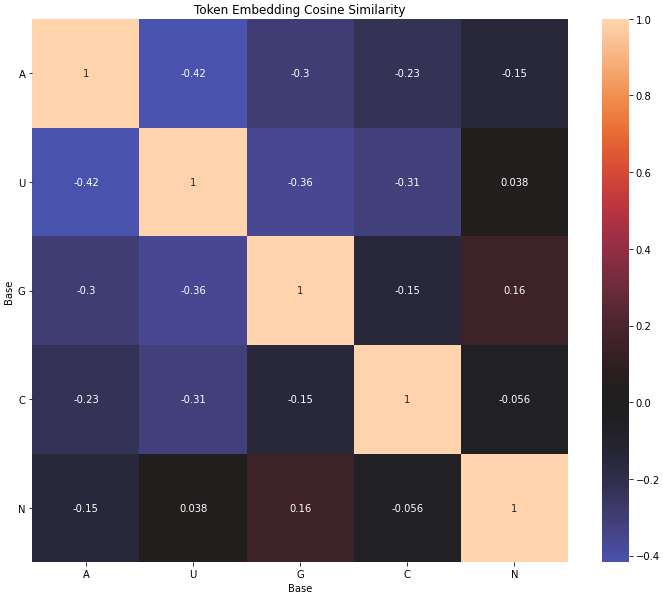 Token Embedding Cosine Similarity
A 1 -0.42 -0.3 -0.23 -0.15
U -0.42 1 -0.36 -0.31 0.038
G -0.3 -0.36 1 -0.15 0.16
C -0.23 -0.31 -0.15 1 -0.056
N -0.15 0.038 0.16 -0.056 1
A U G C N
Base
Base
1.0
0.8
0.6
0.4
0.2
0.0
−0.2
−0.4